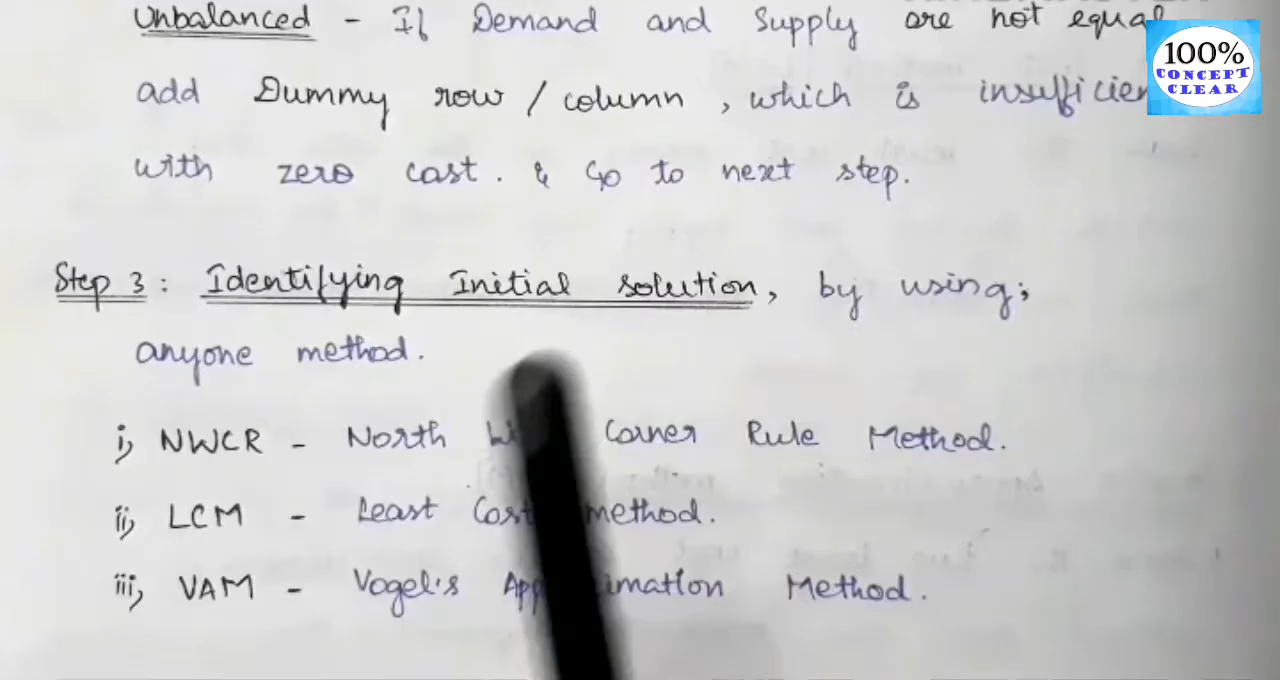 Unbalanced - If Demand and Supply are not equal
add Dummy row / column, which is
with zero cast. & Go to next step.
Step 3: Identifying Initial solution, by using;
anyone method.
i, NWCR - North Corner Rule Method.
ii, LCM - Least Cost method.
iii, VAM - Vogel's Method.
100%
CONCEPT
CLEAR